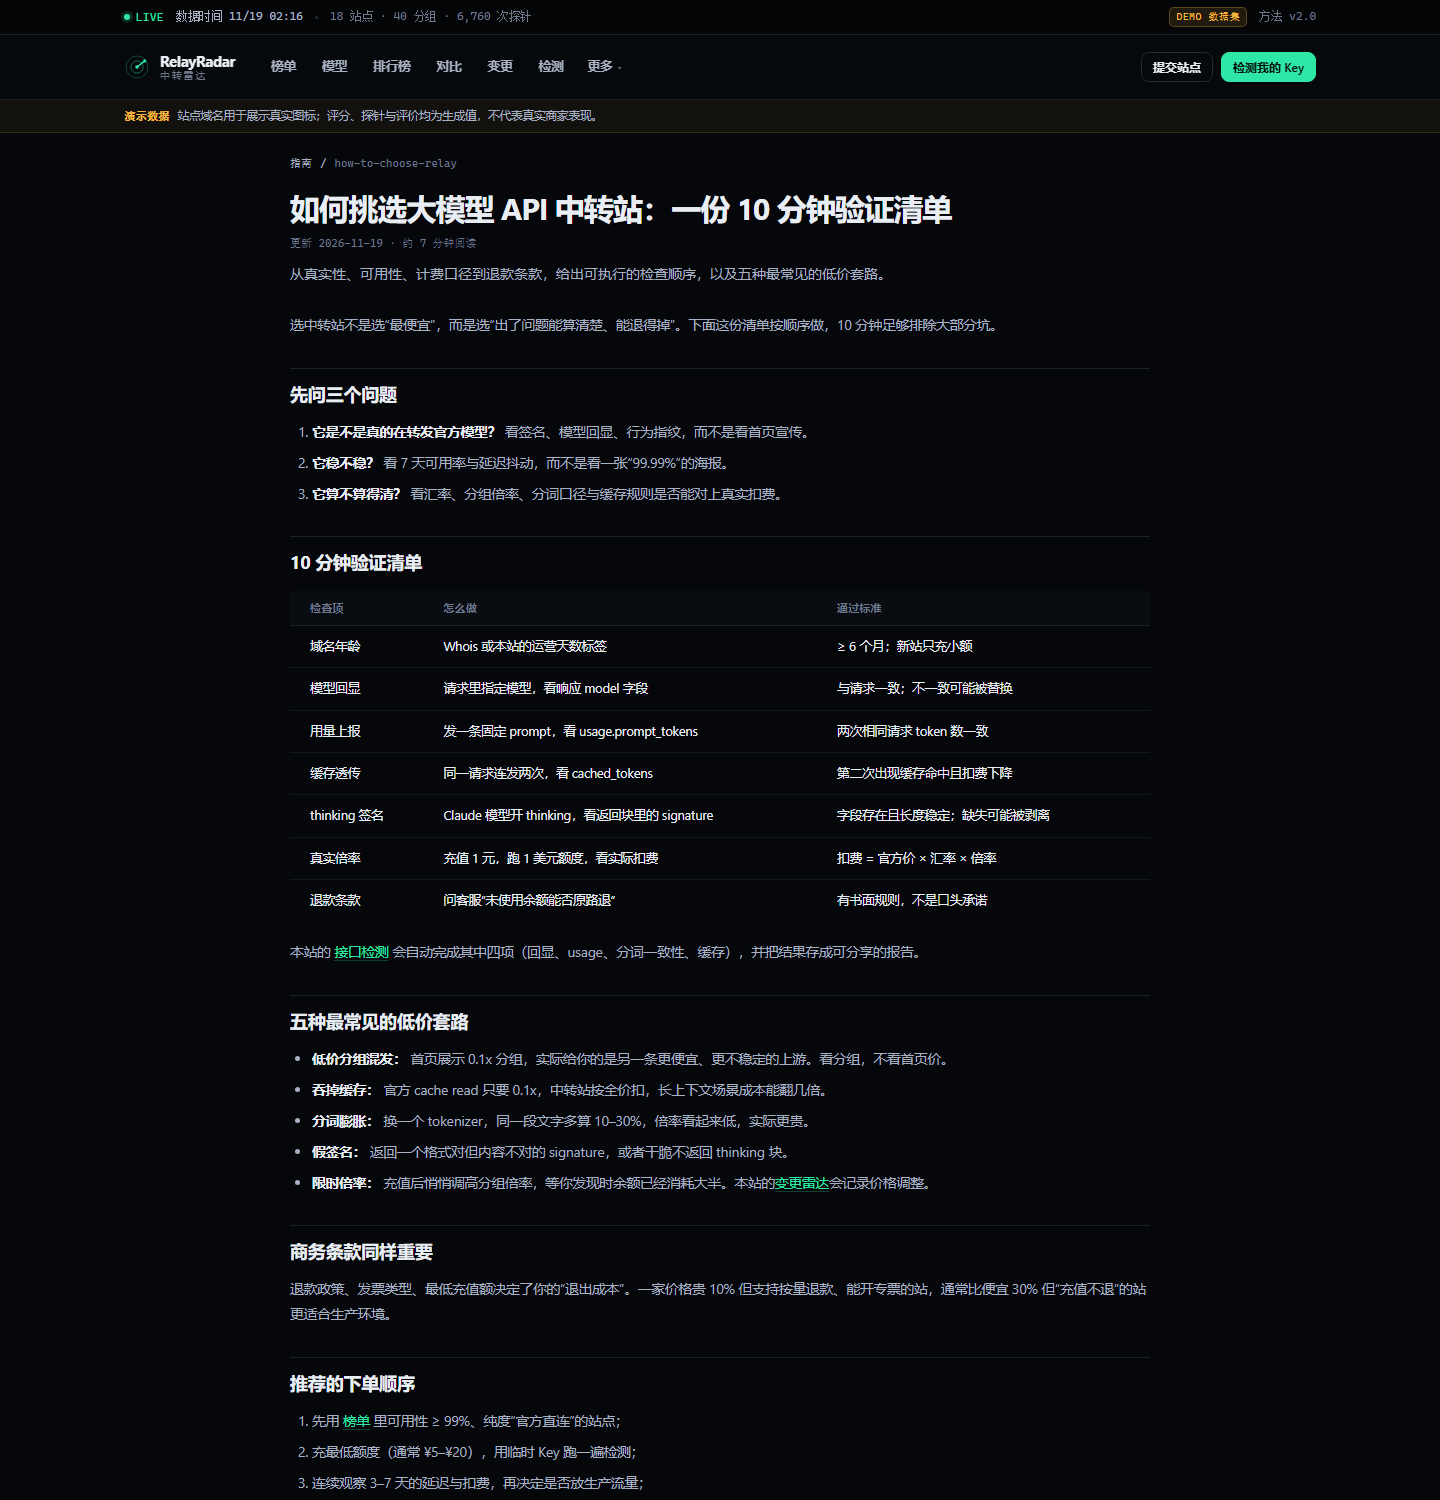 LIVE 数据时间 11/19 02:16 · 18 站点 · 40 分组 · 6,760 次探针 DEMO 数据集 方法 v2.0
RelayRadar
中转雷达
榜单 模型 排行榜 对比 变更 检测 更多 提交站点 检测我的 Key
演示数据 站点域名用于展示真实图标；评分、探针与评价均为生成值，不代表真实商家表现。
指南 / how-to-choose-relay
如何挑选大模型 API 中转站：一份 10 分钟验证清单
更新 2026-11-19 · 约 7 分钟阅读
从真实性、可用性、计费口径到退款条款，给出可执行的检查顺序，以及五种最常见的低价套路。
选中转站不是选“最便宜”，而是选“出了问题能算清楚、能退得掉”。下面这份清单按顺序做，10 分钟足够排除大部分坑。
先问三个问题
1. 它是不是真的在转发官方模型？ 看签名、模型回显、行为指纹，而不是看首页宣传。
2. 它稳不稳？ 看 7 天可用率与延迟抖动，而不是看一张“99.99%”的海报。
3. 它算不算得清？ 看汇率、分组倍率、分词口径与缓存规则是否能对上真实扣费。
10 分钟验证清单
检查项 怎么做 通过标准
域名年龄 Whois 或本站的运营天数标签 ≥ 6 个月；新站只充小额
模型回显 请求里指定模型，看响应 model 字段 与请求一致；不一致可能被替换
用量上报 发一条固定 prompt，看 usage.prompt_tokens 两次相同请求 token 数一致
缓存透传 同一请求连发两次，看 cached_tokens 第二次出现缓存命中且扣费下降
thinking 签名 Claude 模型开 thinking，看返回块里的 signature 字段存在且长度稳定；缺失可能被剥离
真实倍率 充值 1 元，跑 1 美元额度，看实际扣费 扣费 = 官方价 × 汇率 × 倍率
退款条款 问客服“未使用余额能否原路退” 有书面规则，不是口头承诺
本站的 接口检测 会自动完成其中四项（回显、usage、分词一致性、缓存），并把结果存成可分享的报告。
五种最常见的低价套路
• 低价分组混发： 首页展示 0.1x 分组，实际给你的是另一条更便宜、更不稳定的上游。看分组，不看首页价。
• 吞掉缓存： 官方 cache read 只要 0.1x，中转站按全价扣，长上下文场景成本能翻几倍。
• 分词膨胀： 换一个 tokenizer，同一段文字多算 10–30%，倍率看起来低，实际更贵。
• 假签名： 返回一个格式对但内容不对的 signature，或者干脆不返回 thinking 块。
• 限时倍率： 充值后悄悄调高分组倍率，等你发现时余额已经消耗大半。本站的变更雷达会记录价格调整。
商务条款同样重要
退款政策、发票类型、最低充值额决定了你的“退出成本”。一家价格贵 10% 但支持按量退款、能开专票的站，通常比便宜 30% 但“充值不退”的站
更适合生产环境。
推荐的下单顺序
1. 先用 榜单 里可用性 ≥ 99%、纯度“官方直连”的站点；
2. 充最低额度（通常 ¥5–¥20），用临时 Key 跑一遍检测；
3. 连续观察 3–7 天的延迟与扣费，再决定是否放生产流量；